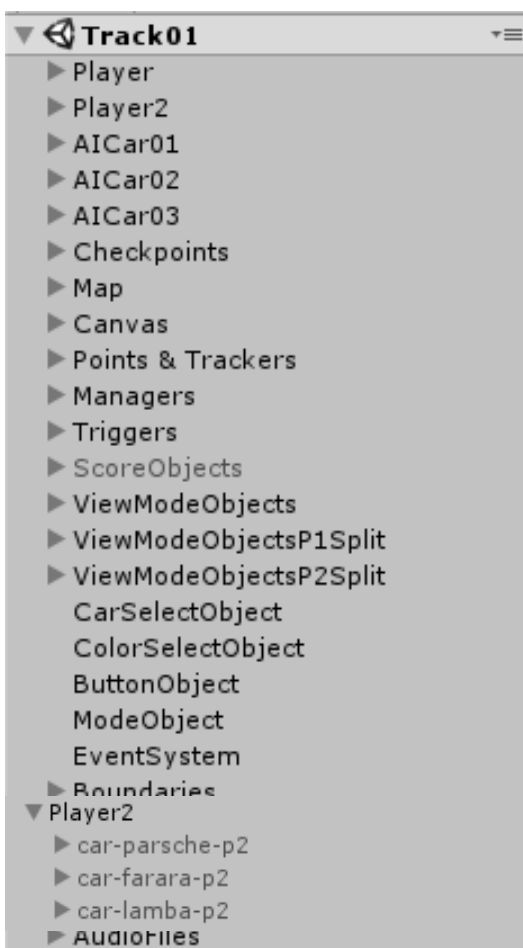 Track01
Player
Player2
AICar01
AICar02
AICar03
Checkpoints
Map
Canvas
Points & Trackers
Managers
Triggers
ScoreObjects
ViewModeObjects
ViewModeObjectsP1Split
ViewModeObjectsP2Split
CarSelectObject
ColorSelectObject
ButtonObject
ModeObject
EventSystem
Boundaries
Player2
car-parsche-p2
car-farara-p2
car-lamba-p2
AudioFiles